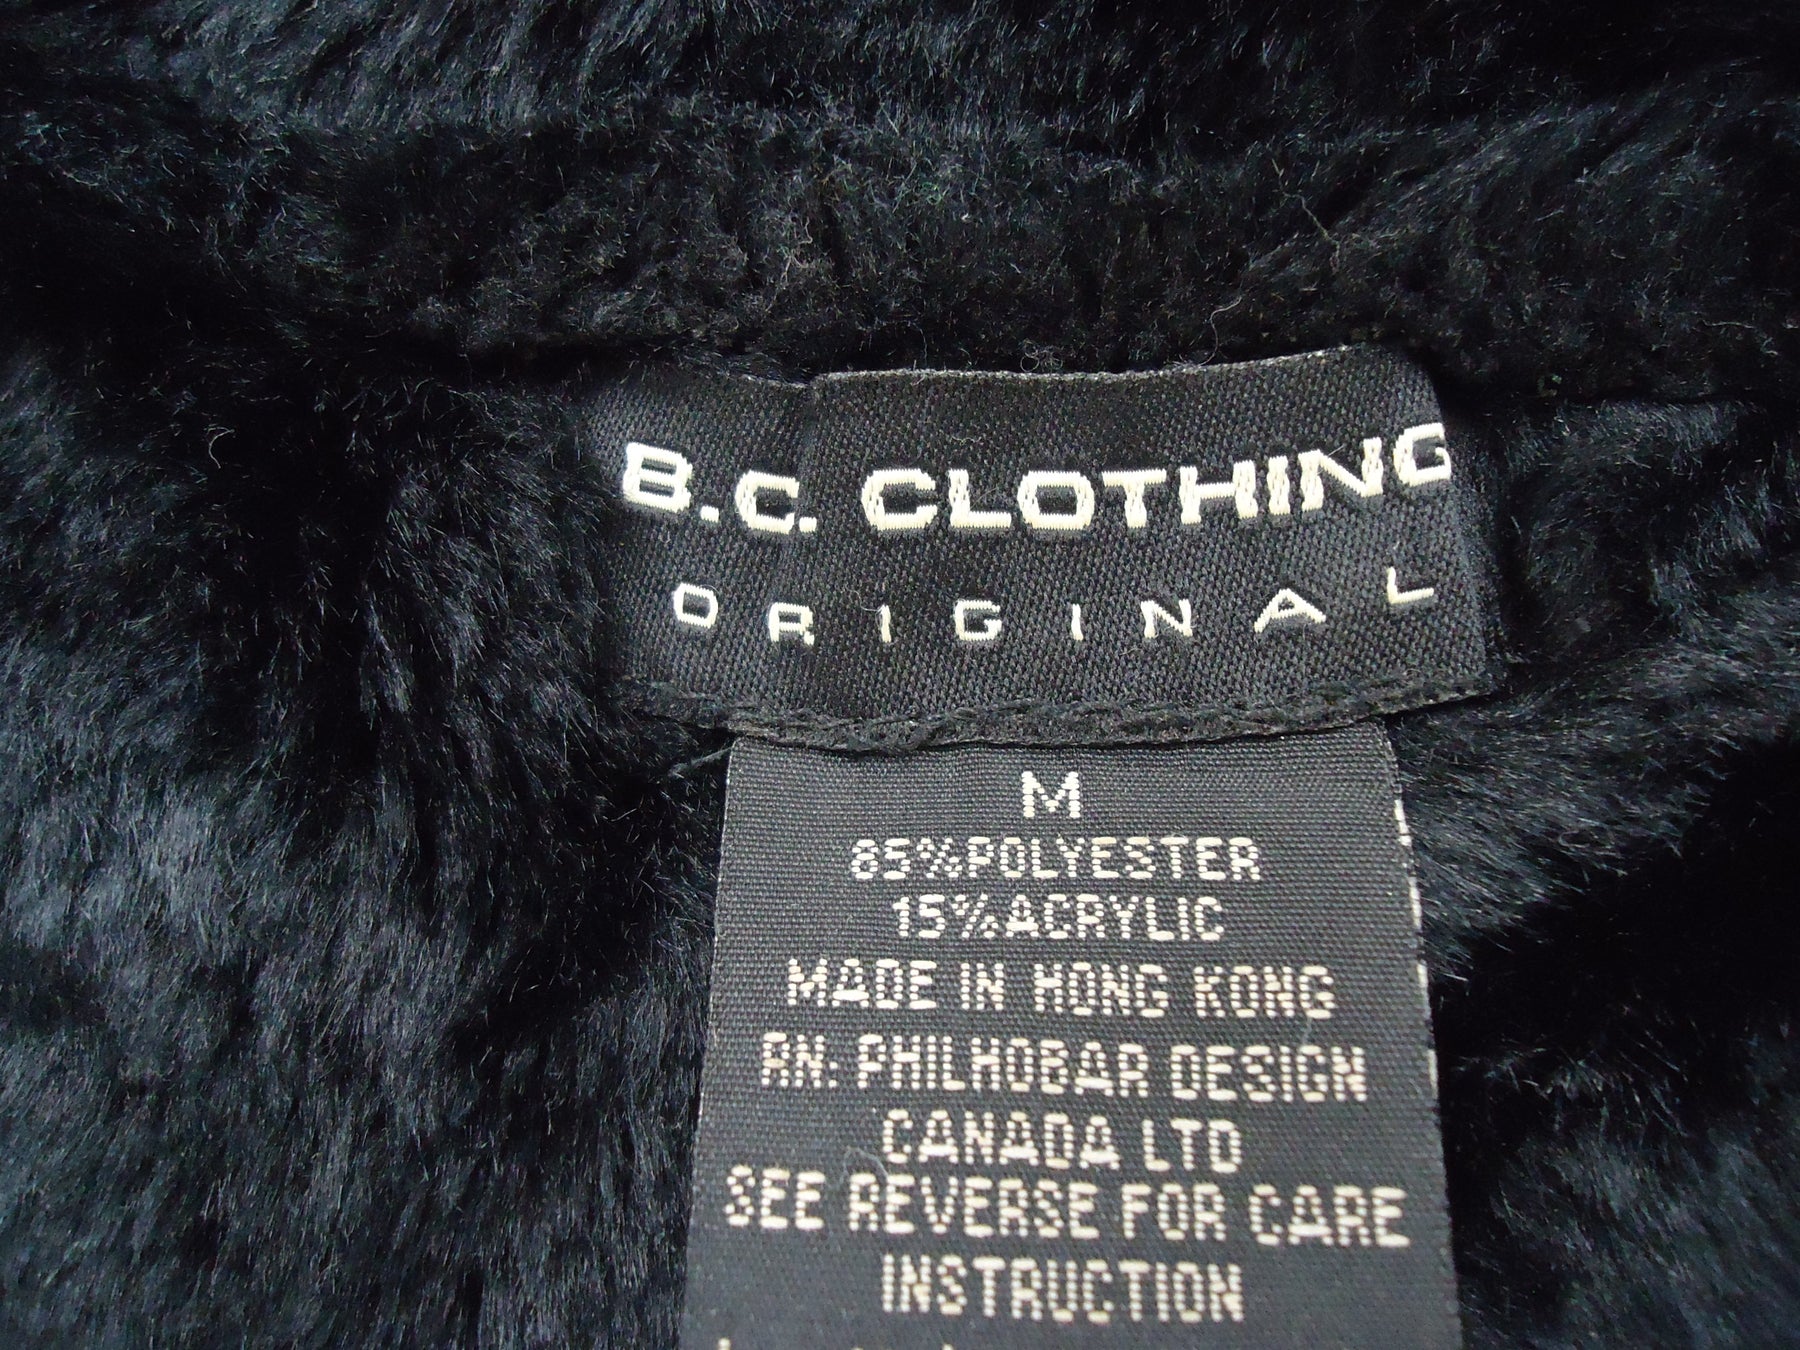 B.C. CLOTHING
ORIGINAL
M
85%POLYESTER
15%ACRYLIC
MADE IN HONG KONG
RN: PHILHOBAR DESIGN
CANADA LTD
SEE REVERSE FOR CARE
INSTRUCTION